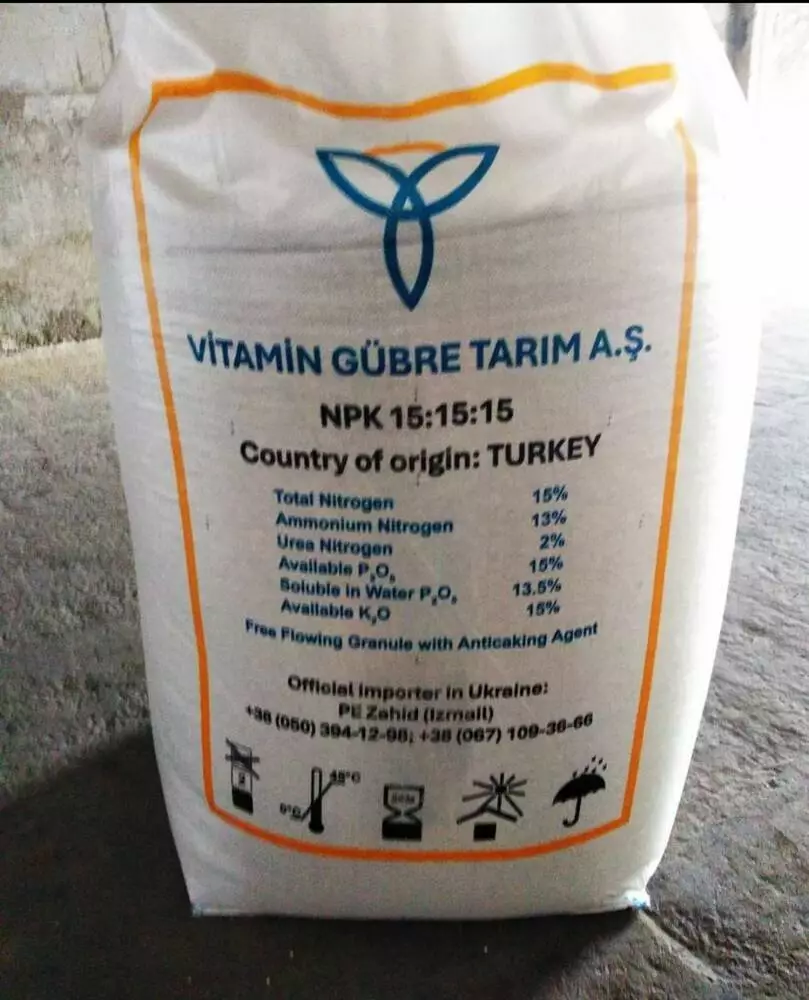 VİTAMİN GÜBRE TARIM A.Ş.
NPK 15:15:15
Country of origin: TURKEY
Total Nitrogen 15%
Ammonium Nitrogen 13%
Urea Nitrogen 2%
Available P₂O₅ 15%
Soluble in Water P₂O₅ 13.5%
Available K₂O 15%
Free Flowing Granule with Anticaking Agent
Official importer in Ukraine:
PE Zahid (Izmail)
+38 (050) 394-12-98; +38 (067) 109-36-66